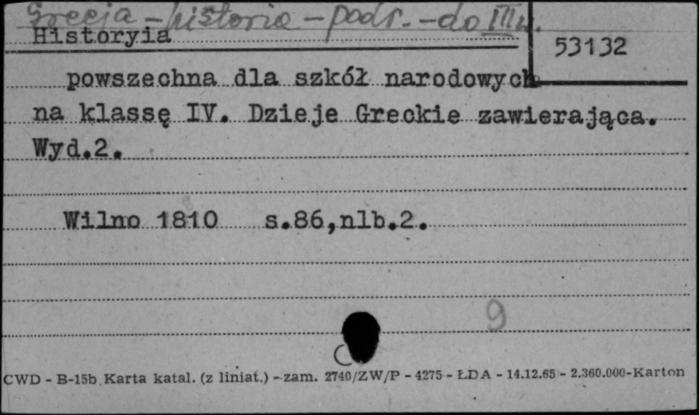 Grecja - historia - podr. - do III w.
Historyia
53132
powszechna dla szkół narodowych
na klassę IV. Dzieje Greckie zawierająca.
Wyd.2.
Wilno 1810 s.86,nlb.2.
9
CWD - B-15b Karta katal. (z liniat.) - zam. 2740/ZW/P - 4275 - ŁDA - 14.12.65 - 2.360.000-Karton